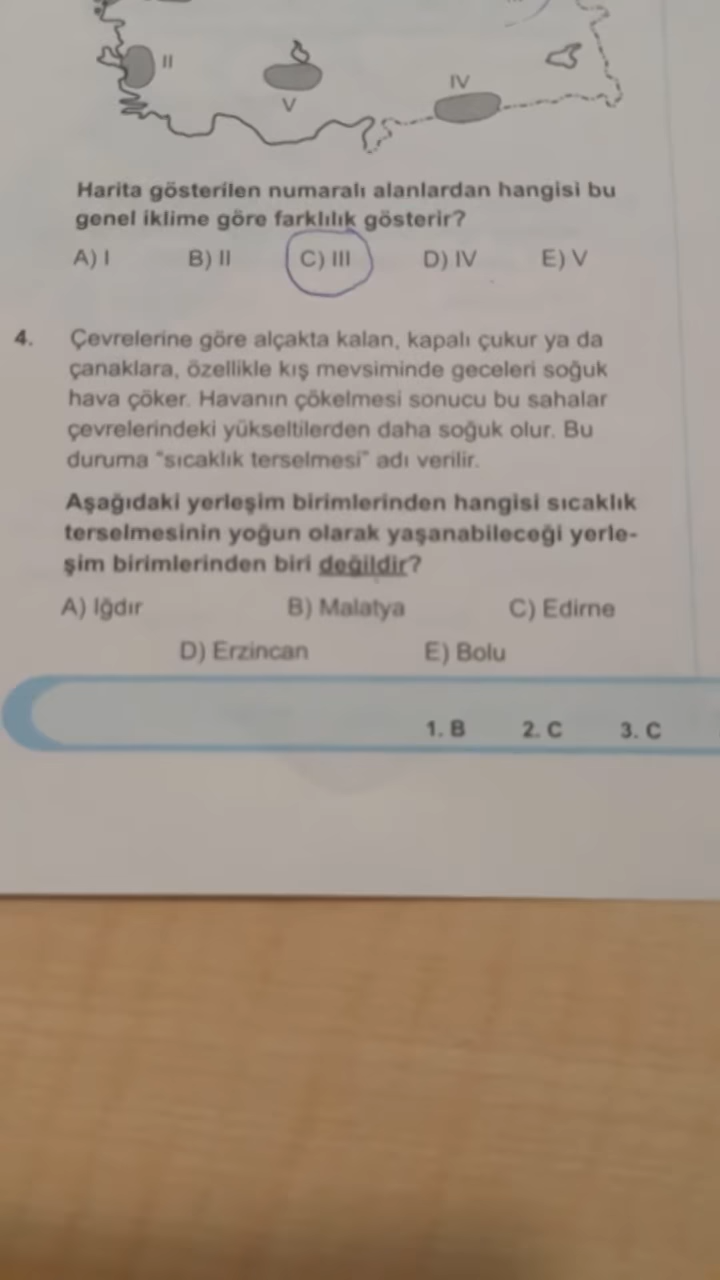 II
V
IV
Harita gösterilen numaralı alanlardan hangisi bu
genel iklime göre farklılık gösterir?
A) I B) II C) III D) IV E) V
4. Çevrelerine göre alçakta kalan, kapalı çukur ya da
çanaklara, özellikle kış mevsiminde geceleri soğuk
hava çöker. Havanın çökelmesi sonucu bu sahalar
çevrelerindeki yükseltilerden daha soğuk olur. Bu
duruma "sıcaklık terselmesi" adı verilir.
Aşağıdaki yerleşim birimlerinden hangisi sıcaklık
terselmesinin yoğun olarak yaşanabileceği yerle-
şim birimlerinden biri değildir?
A) Iğdır B) Malatya C) Edirne
D) Erzincan E) Bolu
1. B 2. C 3. C